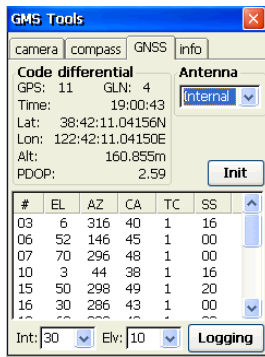 GMS Tools
camera compass GNSS info
Code differential
GPS: 11 GLN: 4
Time: 19:00:43
Lat: 38:42:11.04156N
Lon: 122:42:11.04150E
Alt: 160.855m
PDOP: 2.59
Antenna
Internal
Init
# EL AZ CA TC SS
03 6 316 40 1 16
06 52 146 45 1 00
07 70 296 48 1 00
10 3 44 38 1 16
15 50 298 49 1 20
16 30 286 43 1 00
Int: 30 Elv: 10 Logging